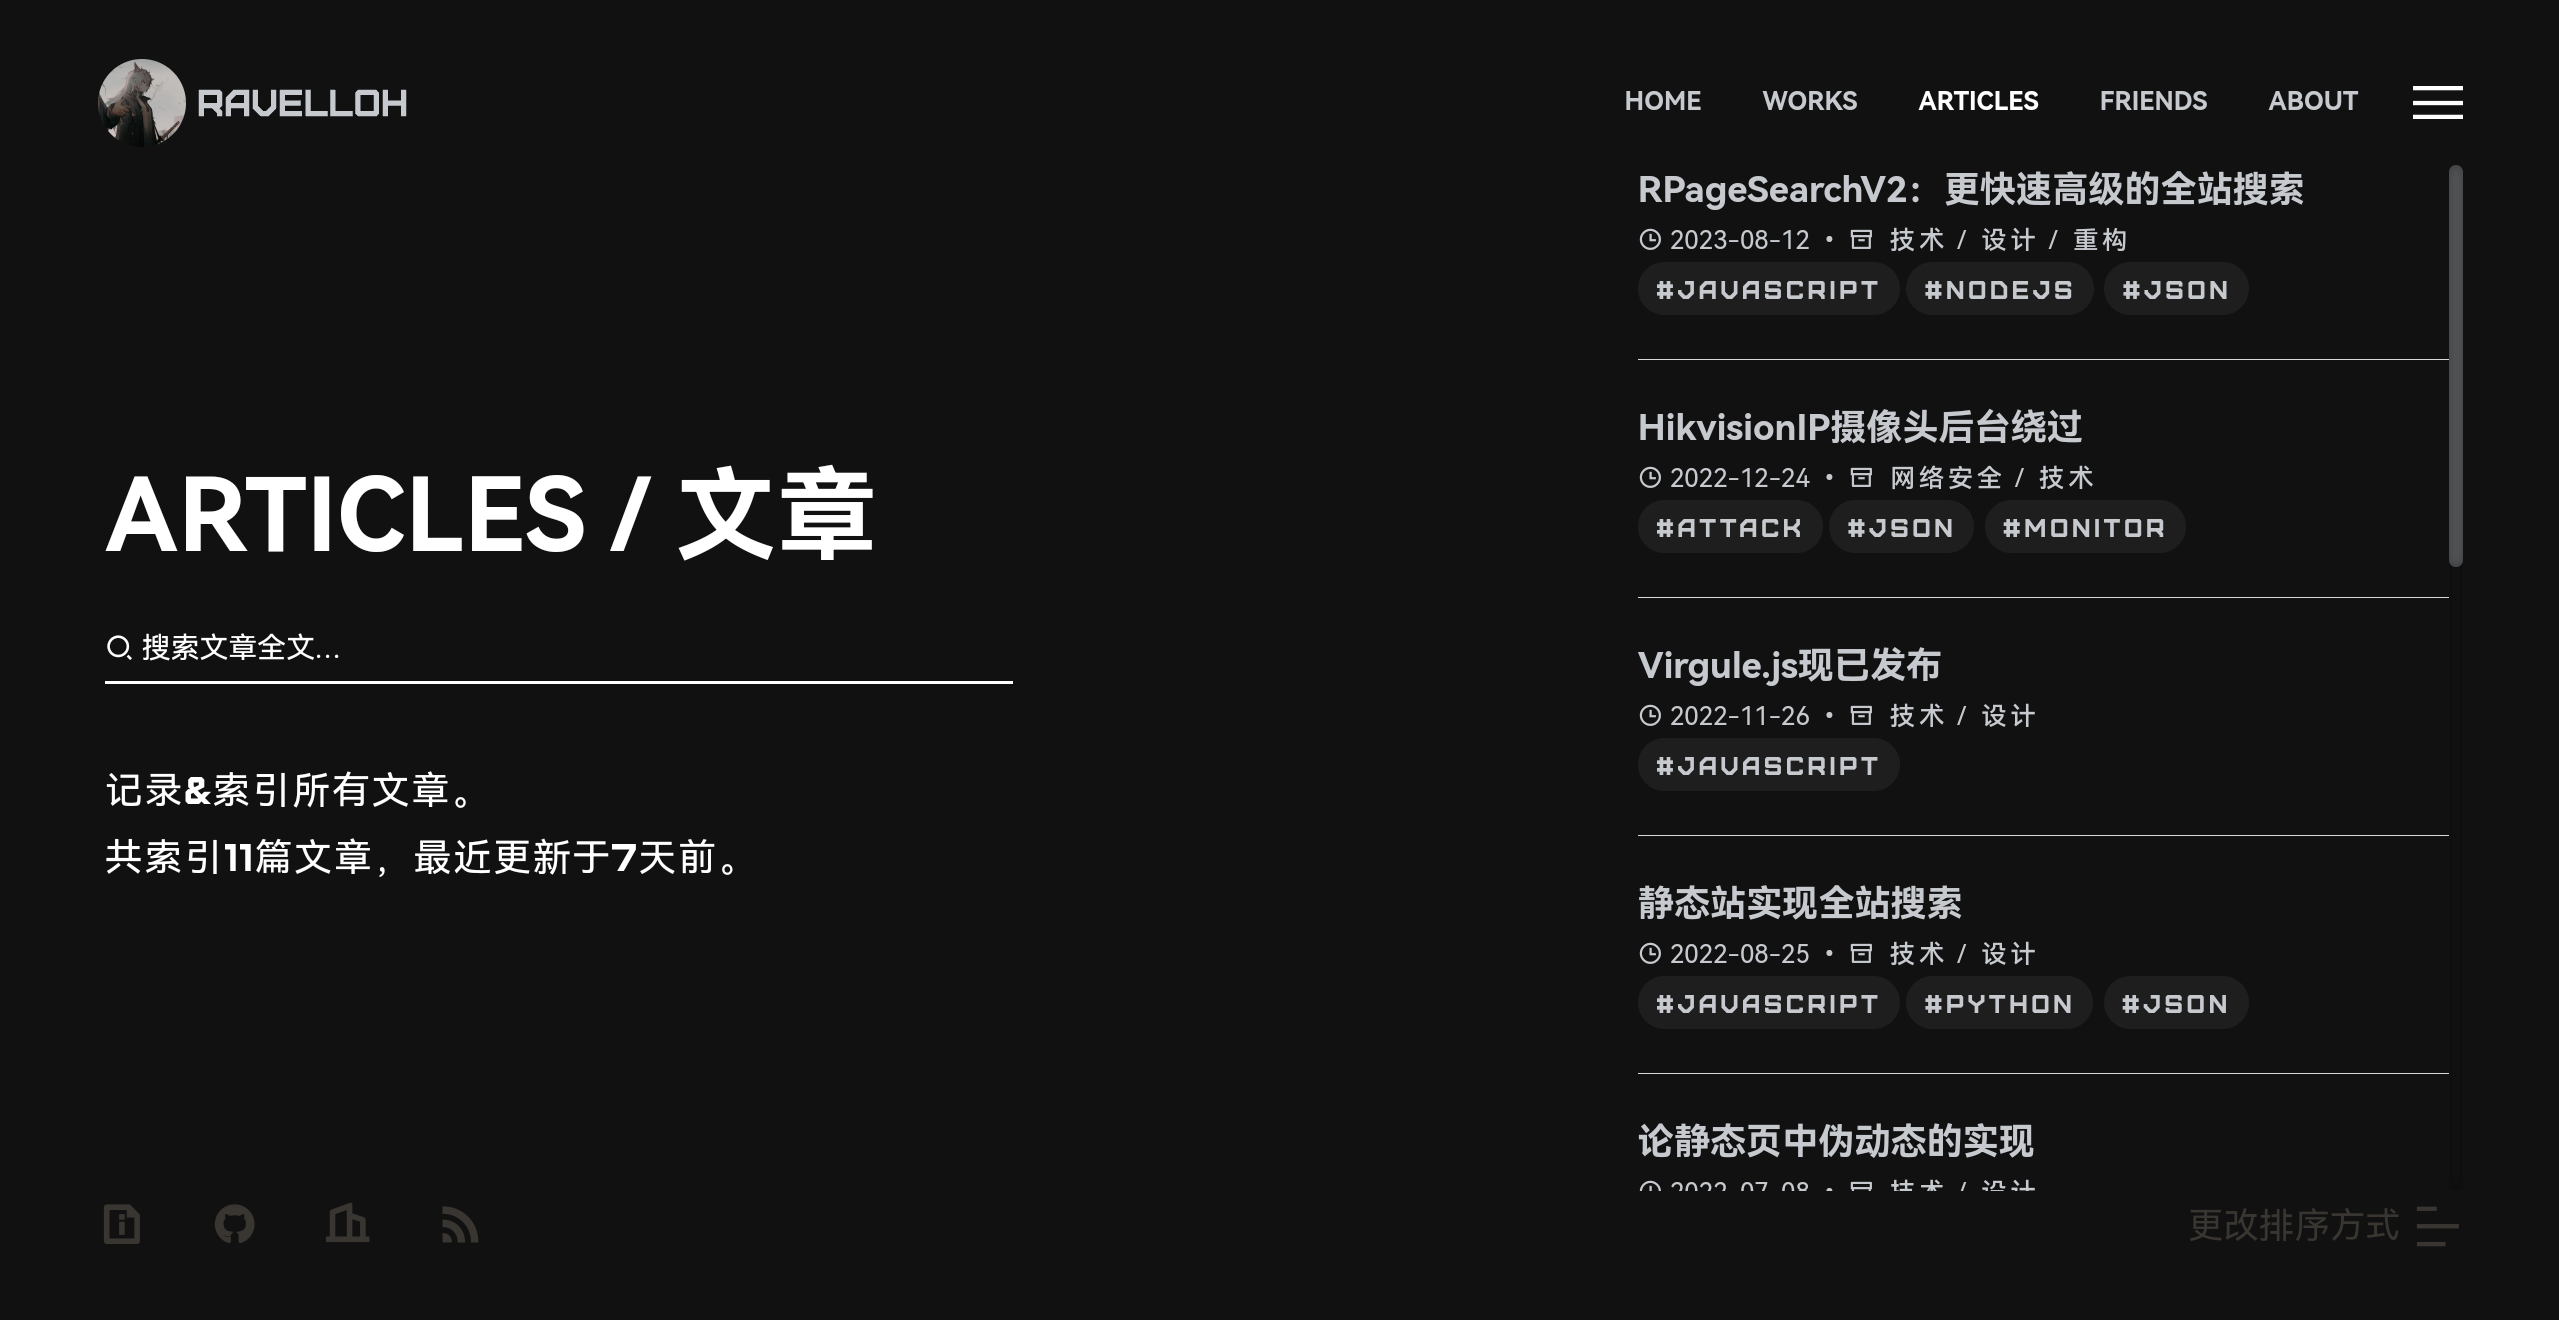 RAVELLOH
HOME WORKS ARTICLES FRIENDS ABOUT
ARTICLES / 文章
搜索文章全文...
记录&索引所有文章。
共索引11篇文章，最近更新于7天前。
RPageSearchV2：更快速高级的全站搜索
2023-08-12 • 技术 / 设计 / 重构
#JAVASCRIPT #NODEJS #JSON
HikvisionIP摄像头后台绕过
2022-12-24 • 网络安全 / 技术
#ATTACK #JSON #MONITOR
Virgule.js现已发布
2022-11-26 • 技术 / 设计
#JAVASCRIPT
静态站实现全站搜索
2022-08-25 • 技术 / 设计
#JAVASCRIPT #PYTHON #JSON
论静态页中伪动态的实现
2022-07-08 • 技术 / 设计
更改排序方式